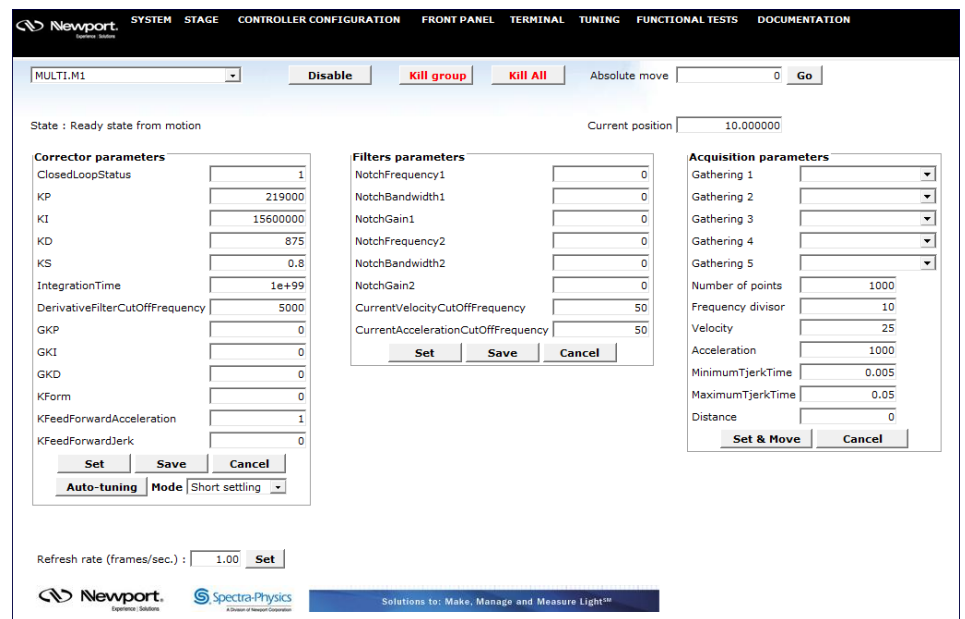 Newport.
Experience | Solutions
SYSTEM STAGE CONTROLLER CONFIGURATION FRONT PANEL TERMINAL TUNING FUNCTIONAL TESTS DOCUMENTATION
MULTI.M1 Disable Kill group Kill All Absolute move 0 Go
State : Ready state from motion Current position 10.000000
Corrector parameters
ClosedLoopStatus 1
KP 219000
KI 15600000
KD 875
KS 0.8
IntegrationTime 1e+99
DerivativeFilterCutOffFrequency 5000
GKP 0
GKI 0
GKD 0
KForm 0
KFeedForwardAcceleration 1
KFeedForwardJerk 0
Set Save Cancel
Auto-tuning Mode Short settling
Filters parameters
NotchFrequency1 0
NotchBandwidth1 0
NotchGain1 0
NotchFrequency2 0
NotchBandwidth2 0
NotchGain2 0
CurrentVelocityCutOffFrequency 50
CurrentAccelerationCutOffFrequency 50
Set Save Cancel
Acquisition parameters
Gathering 1
Gathering 2
Gathering 3
Gathering 4
Gathering 5
Number of points 1000
Frequency divisor 10
Velocity 25
Acceleration 1000
MinimumTjerkTime 0.005
MaximumTjerkTime 0.05
Distance 0
Set & Move Cancel
Refresh rate (frames/sec.) : 1.00 Set
Newport.
Experience | Solutions
Spectra-Physics
A Division of Newport Corporation
Solutions to: Make, Manage and Measure Light℠